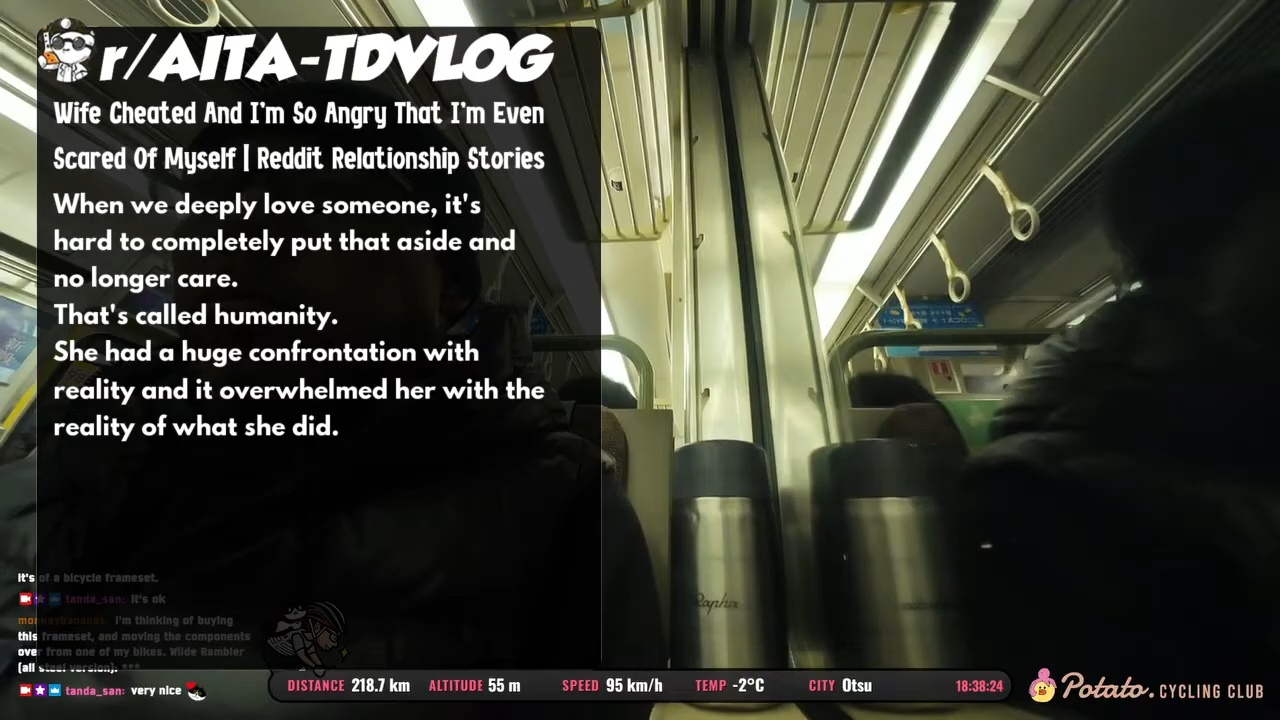 r/AITA-TDVLOG
Wife Cheated And I'm So Angry That I'm Even
Scared Of Myself | Reddit Relationship Stories
When we deeply love someone, it's
hard to completely put that aside and
no longer care.
That's called humanity.
She had a huge confrontation with
reality and it overwhelmed her with the
reality of what she did.
It's of a bicycle frameset.
tanda_san: It's ok
monkeybananas: I'm thinking of buying
this frameset, and moving the components
over from one of my bikes. Wilde Rambler
(all steel version). ***
tanda_san: very nice
Rapha
DISTANCE 218.7 km ALTITUDE 55 m SPEED 95 km/h TEMP -2°C CITY Otsu 18:38:24
Potato. CYCLING CLUB